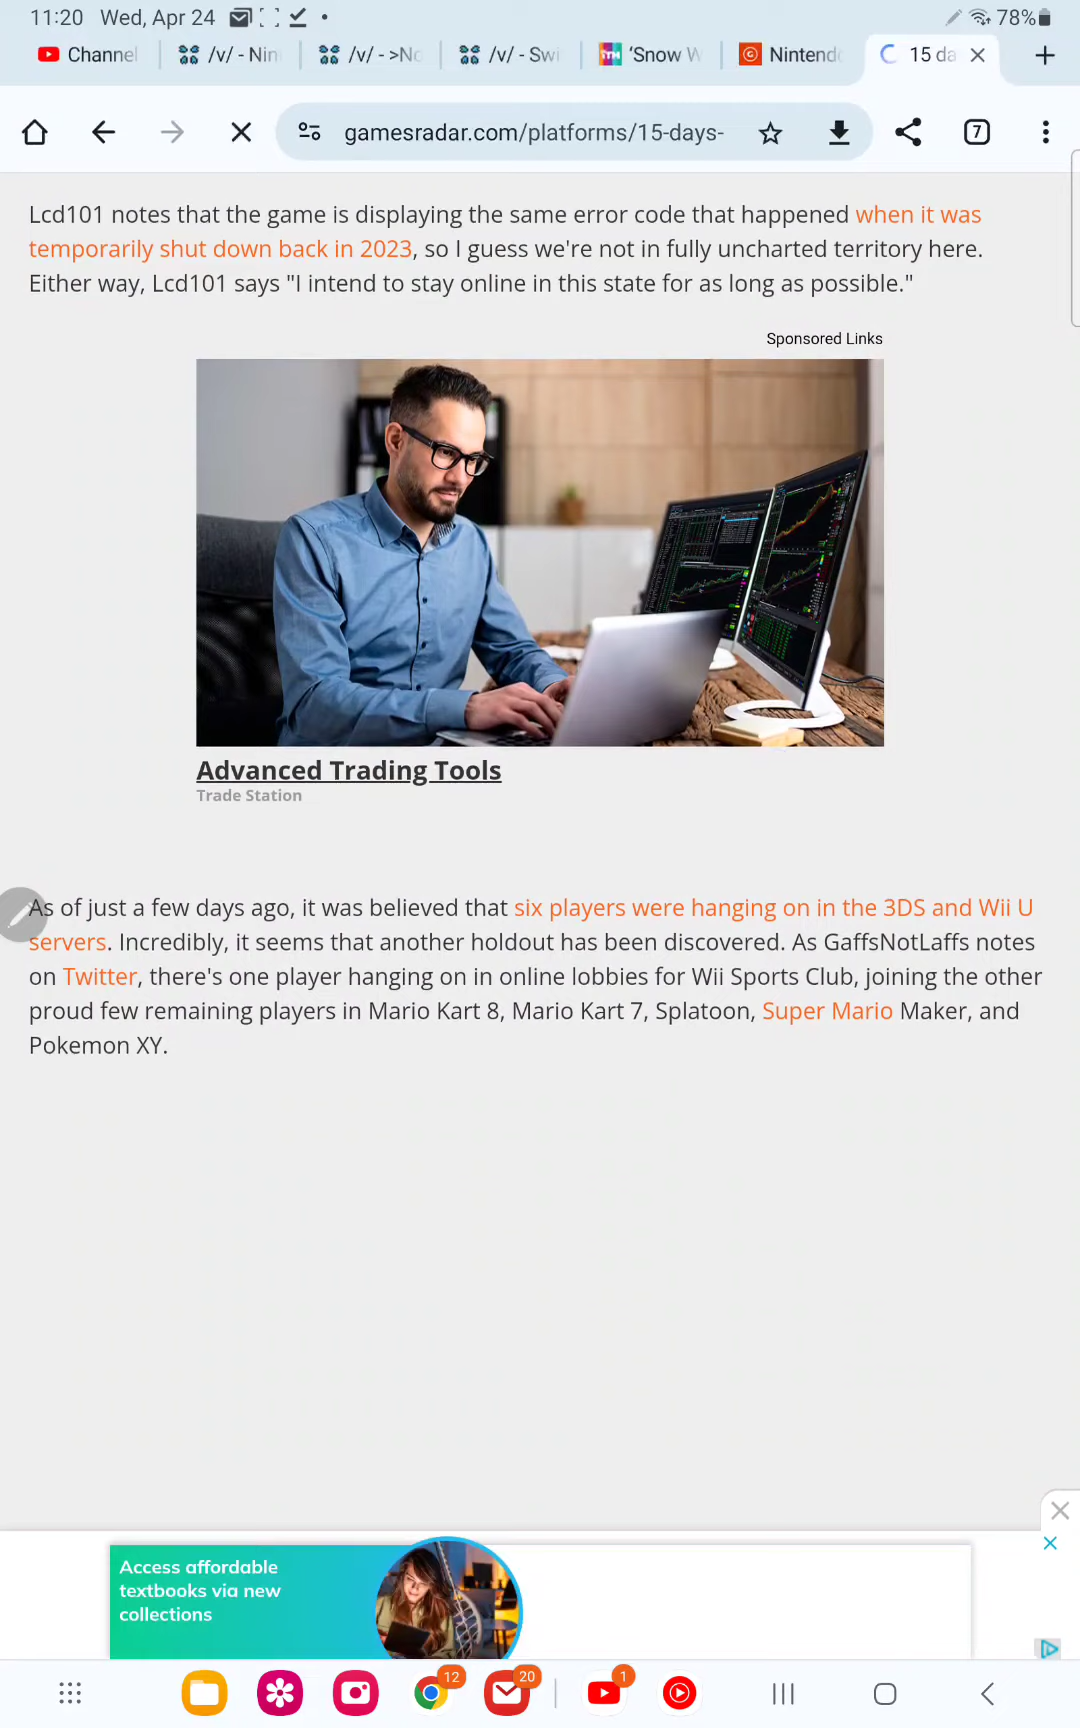 11:20 Wed, Apr 24
78%
Channel
/v/ - Nin
/v/ - >No
/v/ - Swi
'Snow W
Nintendo
15 da
gamesradar.com/platforms/15-days-
7
Lcd101 notes that the game is displaying the same error code that happened when it was
temporarily shut down back in 2023, so I guess we're not in fully uncharted territory here.
Either way, Lcd101 says "I intend to stay online in this state for as long as possible."
Sponsored Links
Advanced Trading Tools
Trade Station
As of just a few days ago, it was believed that six players were hanging on in the 3DS and Wii U
servers. Incredibly, it seems that another holdout has been discovered. As GaffsNotLaffs notes
on Twitter, there's one player hanging on in online lobbies for Wii Sports Club, joining the other
proud few remaining players in Mario Kart 8, Mario Kart 7, Splatoon, Super Mario Maker, and
Pokemon XY.
Access affordable
textbooks via new
collections
12
20
1